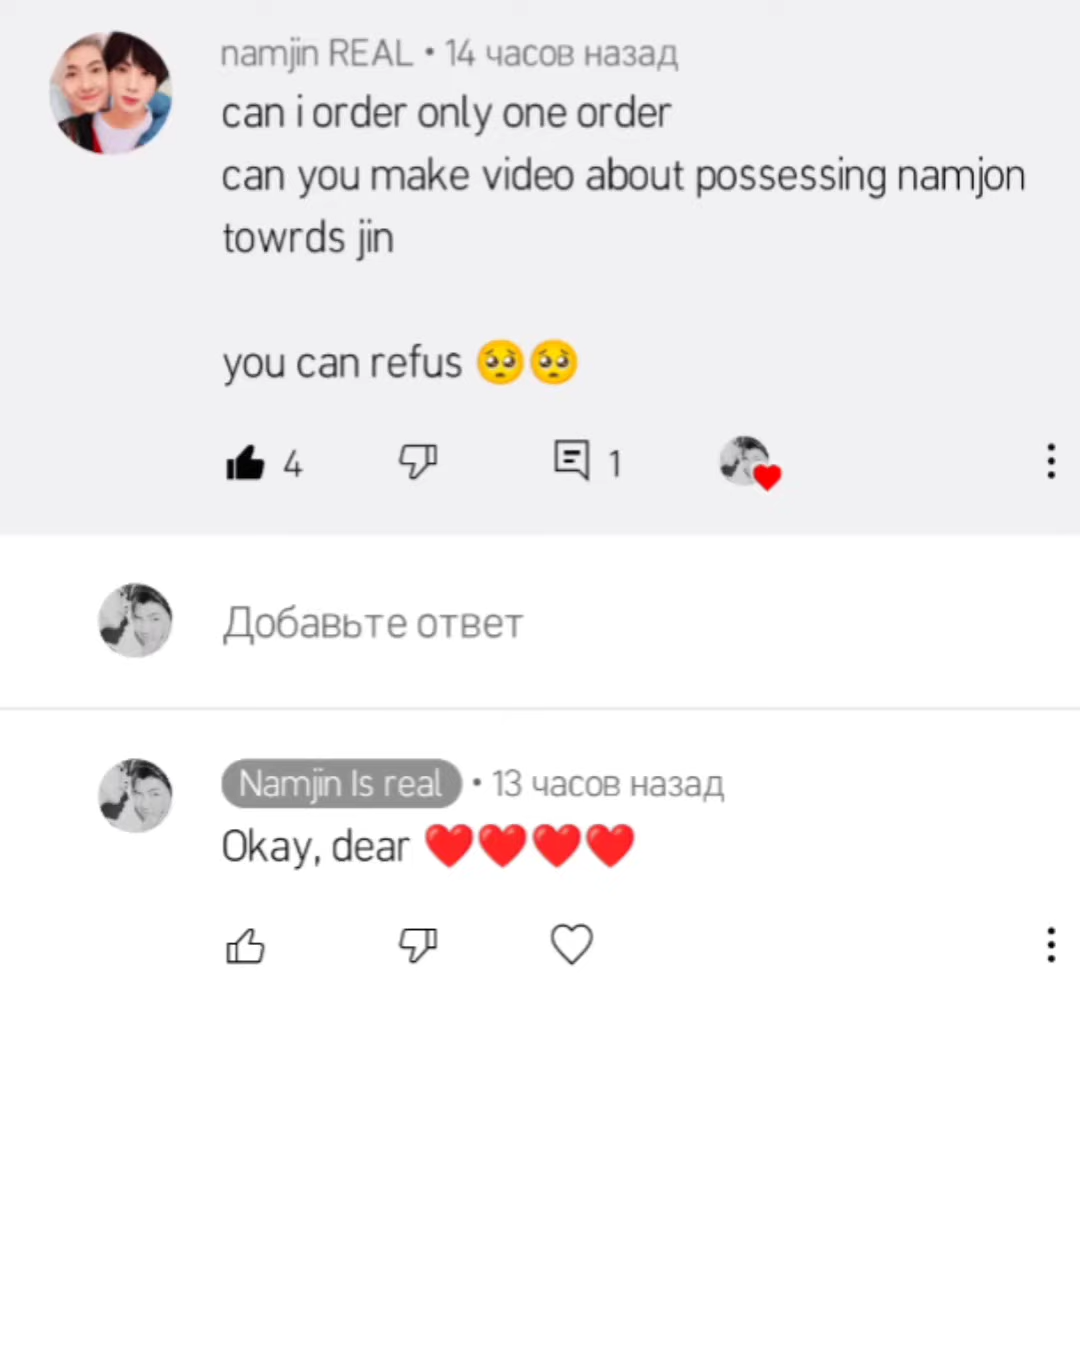 namjin REAL • 14 часов назад
can i order only one order
can you make video about possessing namjon
towrds jin
you can refus 🥺🥺
4
1
Добавьте ответ
Namjin Is real • 13 часов назад
Okay, dear ❤️❤️❤️❤️